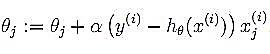 θ_j := θ_j + α (y^{(i)} − h_θ(x^{(i)})) x_j^{(i)}